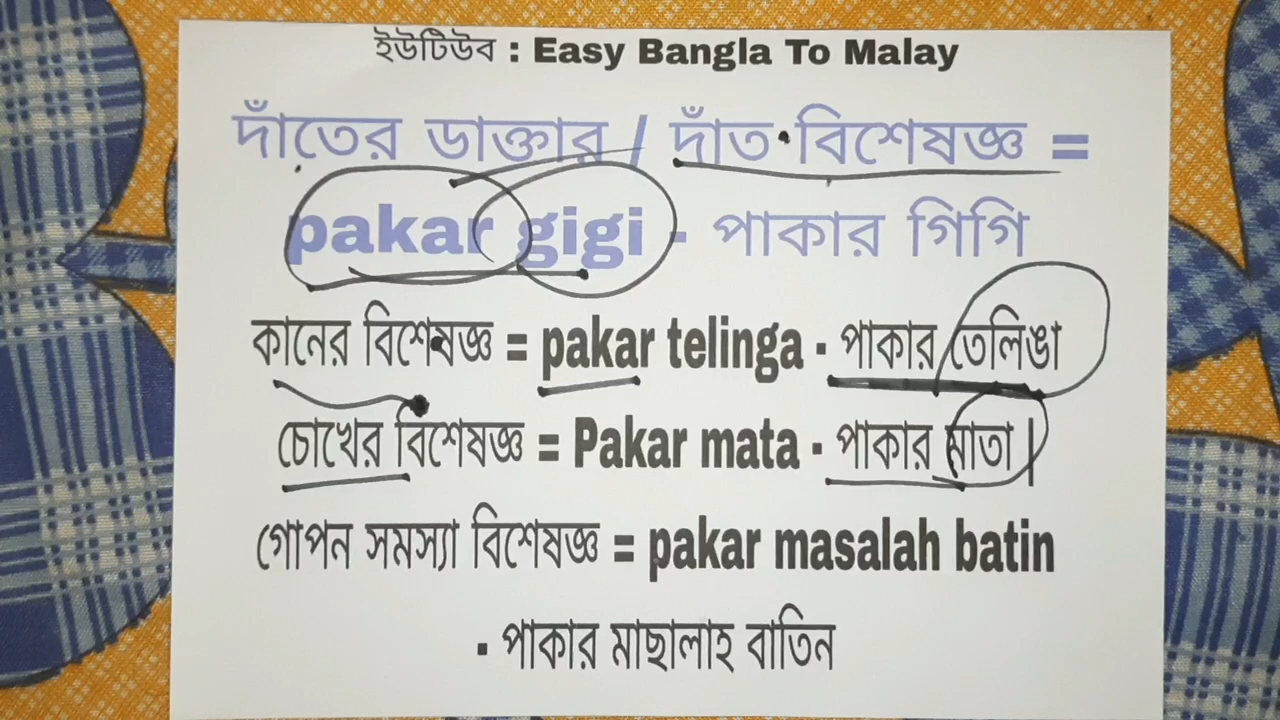 ইউটিউব : Easy Bangla To Malay
দাঁতের ডাক্তার / দাঁত বিশেষজ্ঞ =
pakar gigi - পাকার গিগি
কানের বিশেষজ্ঞ = pakar telinga - পাকার তেলিঙা
চোখের বিশেষজ্ঞ = Pakar mata - পাকার মাতা |
গোপন সমস্যা বিশেষজ্ঞ = pakar masalah batin
- পাকার মাছালাহ বাতিন